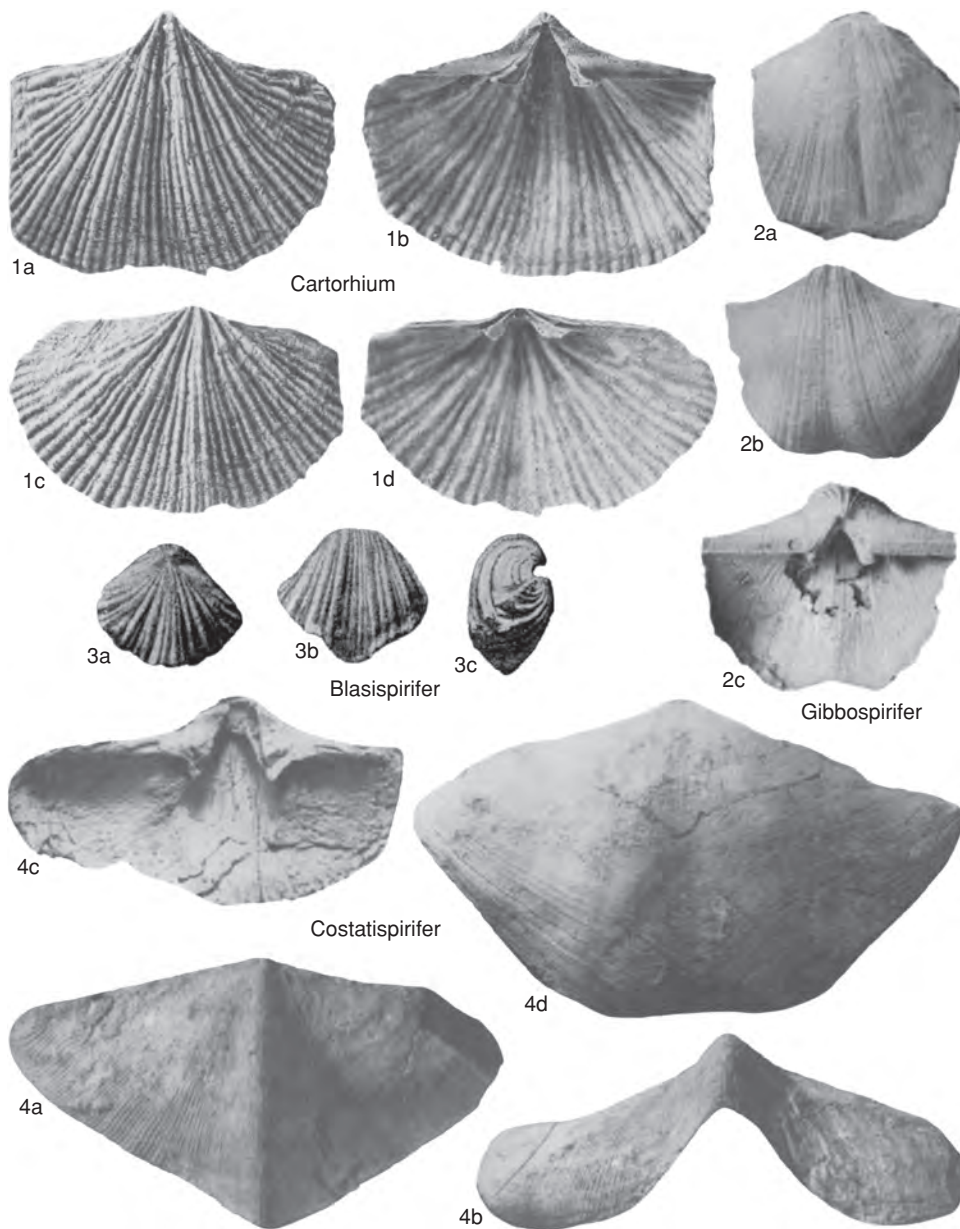 1a
1b
2a
Cartorhium
1c
1d
2b
3a
3b
3c
Blasispirifer
2c
Gibbospirifer
4c
Costatispirifer
4d
4a
4b